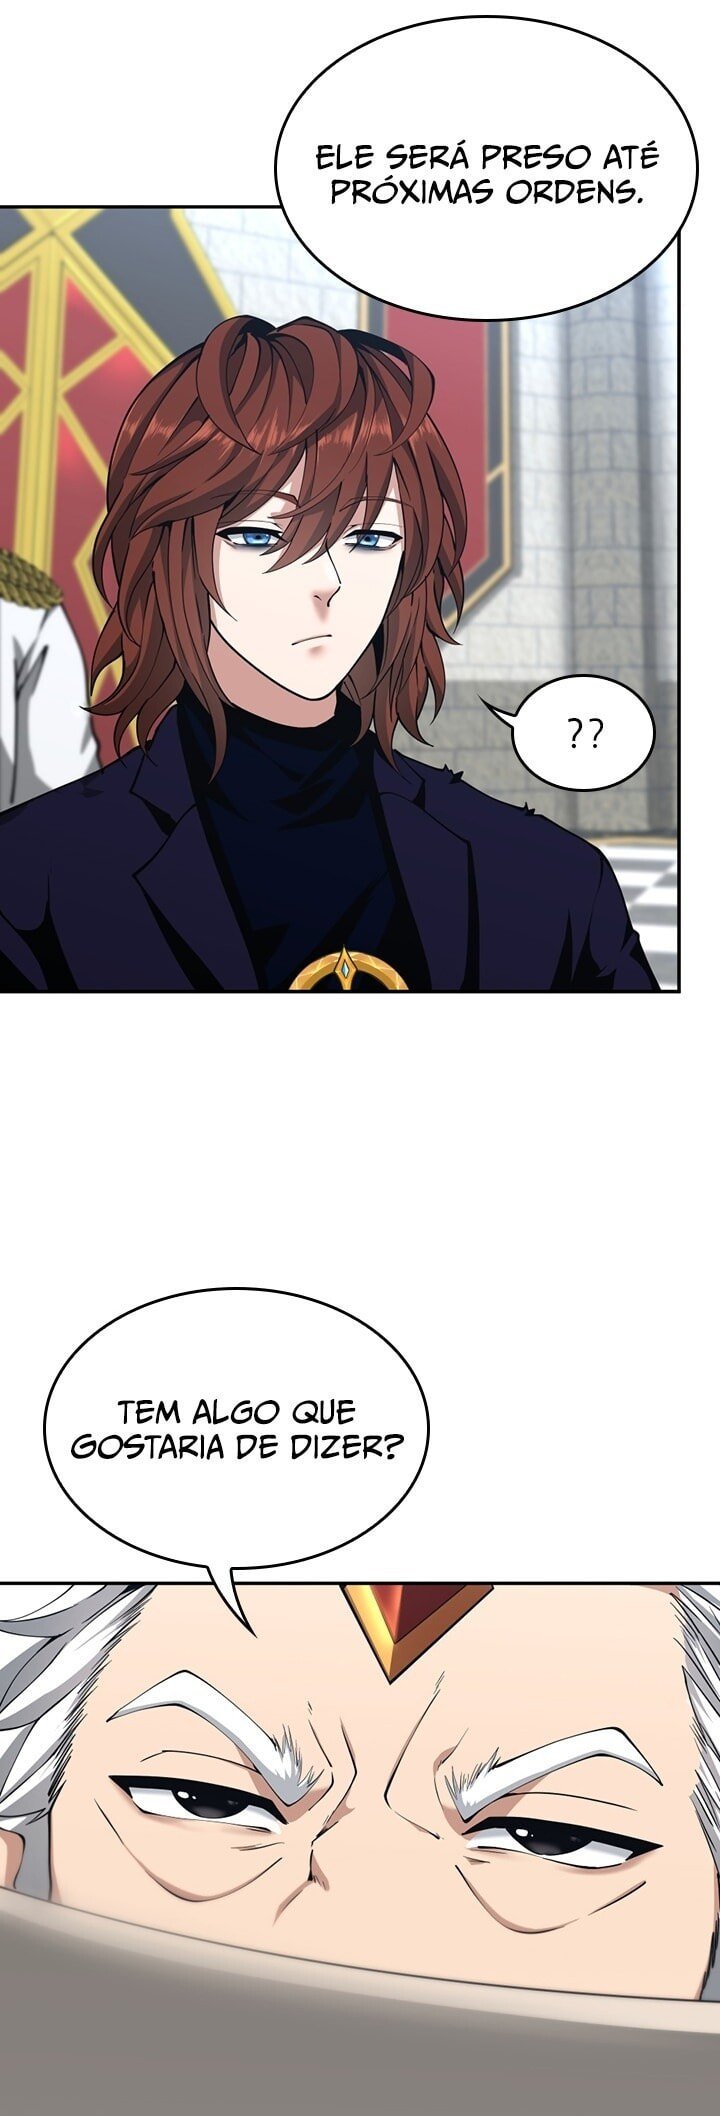 ELE SERÁ PRESO ATÉ
PRÓXIMAS ORDENS.
??
TEM ALGO QUE
GOSTARIA DE DIZER?